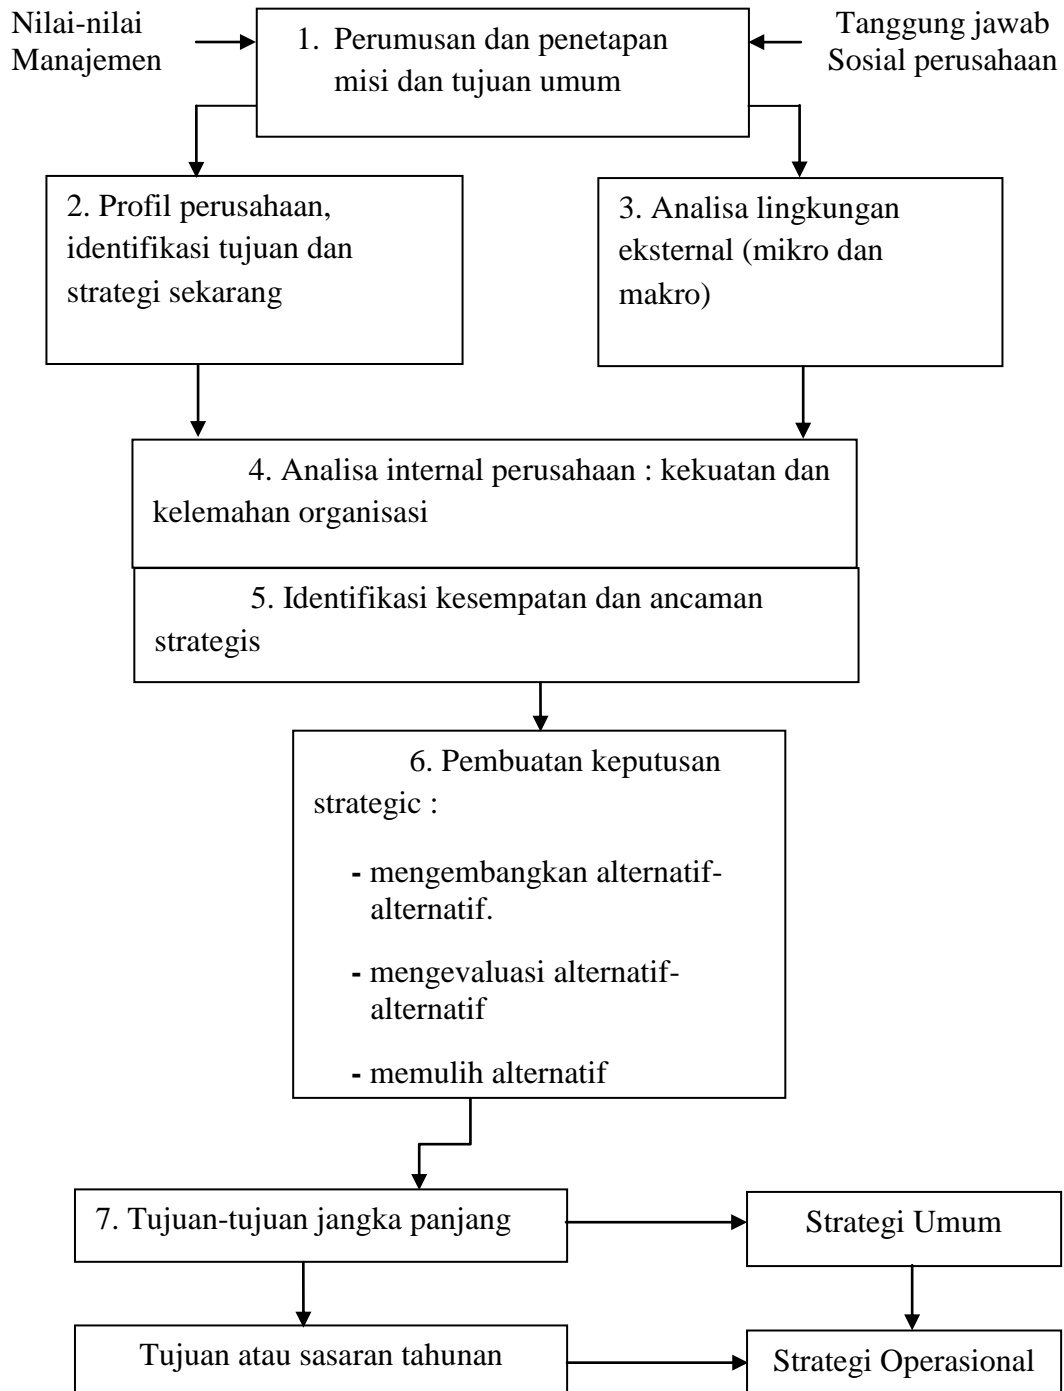 Nilai-nilai
Manajemen
1. Perumusan dan penetapan
misi dan tujuan umum
Tanggung jawab
Sosial perusahaan
2. Profil perusahaan,
identifikasi tujuan dan
strategi sekarang
3. Analisa lingkungan
eksternal (mikro dan
makro)
4. Analisa internal perusahaan : kekuatan dan
kelemahan organisasi
5. Identifikasi kesempatan dan ancaman
strategis
6. Pembuatan keputusan
strategic :
- mengembangkan alternatif-
alternatif.
- mengevaluasi alternatif-
alternatif
- memulih alternatif
7. Tujuan-tujuan jangka panjang
Strategi Umum
Tujuan atau sasaran tahunan
Strategi Operasional